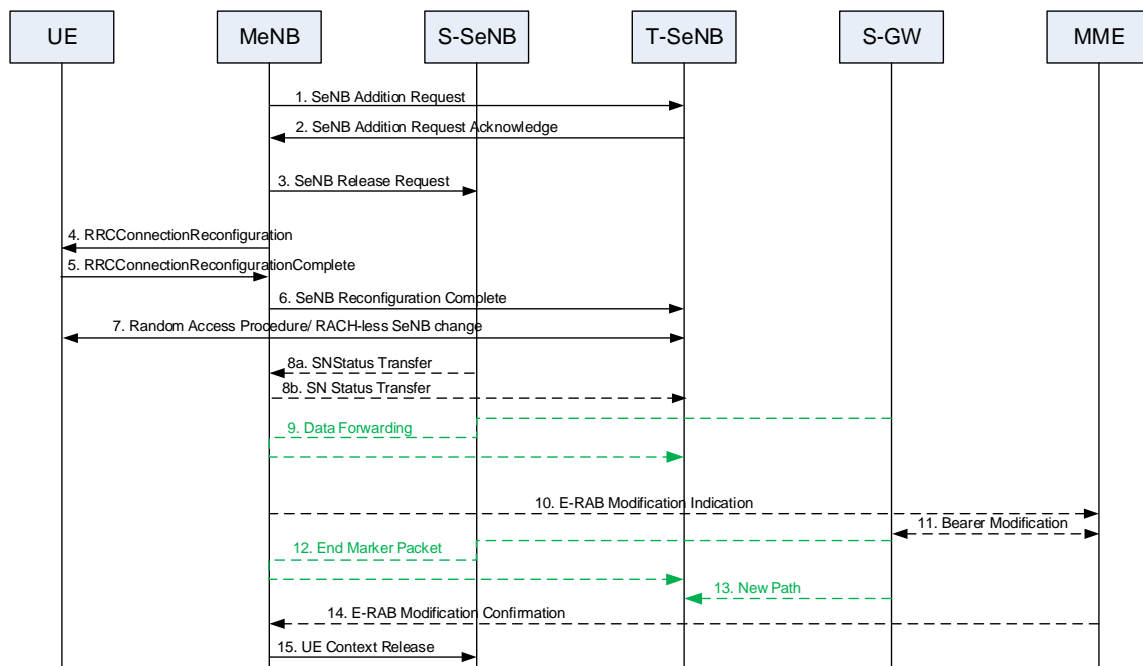 UE
MeNB
S-SeNB
T-SeNB
S-GW
MME
1. SeNB Addition Request
2. SeNB Addition Request Acknowledge
3. SeNB Release Request
4. RRCConnectionReconfiguration
5. RRCConnectionReconfigurationComplete
6. SeNB Reconfiguration Complete
7. Random Access Procedure/ RACH-less SeNB change
8a. SNStatus Transfer
8b. SN Status Transfer
9. Data Forwarding
10. E-RAB Modification Indication
11. Bearer Modification
12. End Marker Packet
13. New Path
14. E-RAB Modification Confirmation
15. UE Context Release